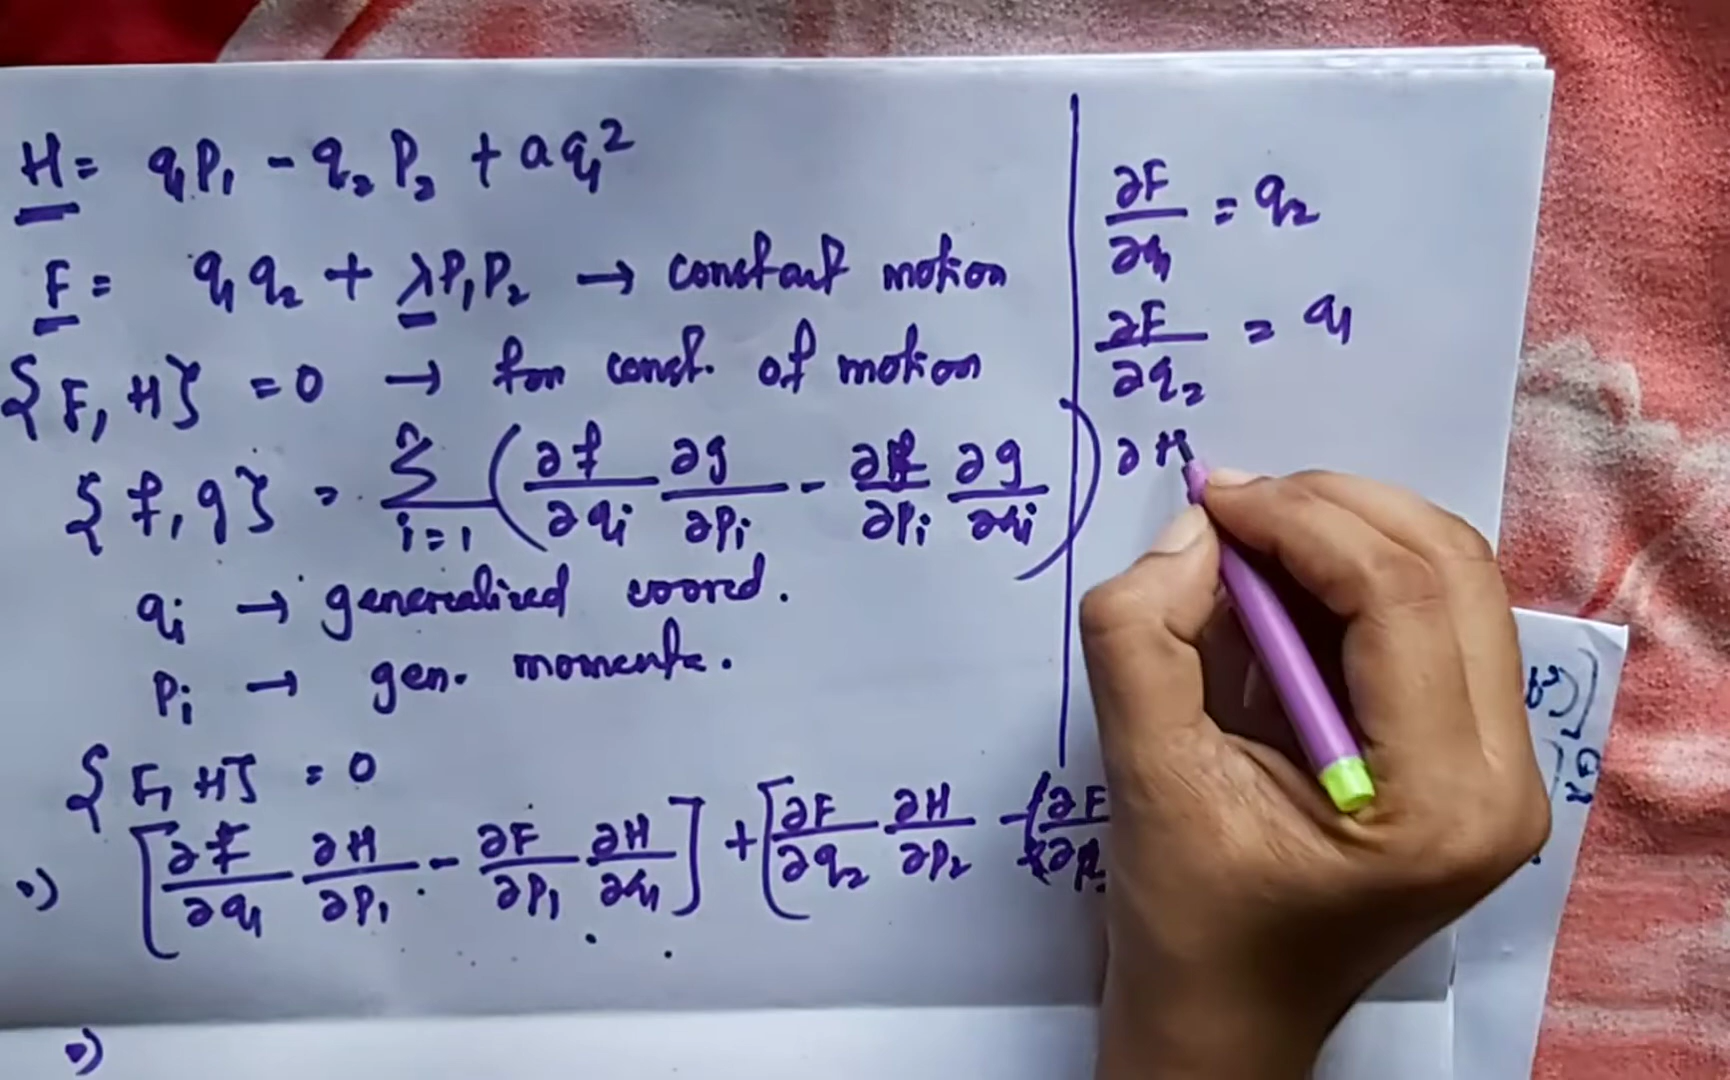 H = q₁P₁ - q₂P₂ + aq₁²
F = q₁q₂ + λP₁P₂ → constant motion
{F, H} = 0 → for const. of motion
{f, g} = Σⁿᵢ₌₁ (∂f/∂qᵢ ∂g/∂pᵢ - ∂f/∂pᵢ ∂g/∂qᵢ)
qᵢ → generalized coord.
Pᵢ → gen. momenta.
{F, H} = 0
⇒ [∂F/∂q₁ ∂H/∂P₁ - ∂F/∂P₁ ∂H/∂q₁] + [∂F/∂q₂ ∂H/∂P₂ - (∂F/∂P
⇒
∂F/∂q₁ = q₂
∂F/∂q₂ = q₁
∂H